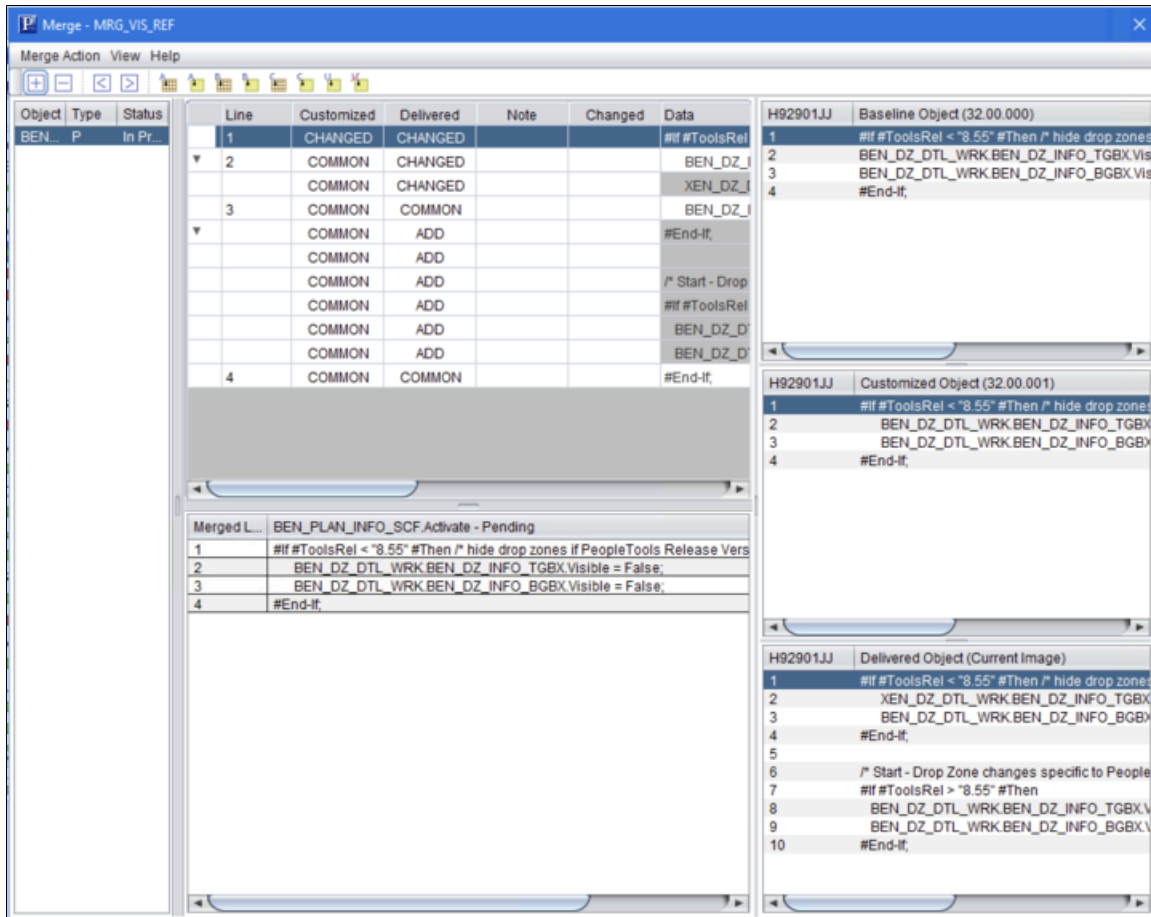 Merge - MRG_VIS_REF
Merge Action View Help
Object Type Status
BEN... P In Pr...
Line Customized Delivered Note Changed Data
1 CHANGED CHANGED #If #ToolsRel
2 COMMON CHANGED BEN_DZ_I
COMMON CHANGED XEN_DZ_I
3 COMMON COMMON BEN_DZ_I
COMMON ADD #End-If;
COMMON ADD
COMMON ADD /* Start - Drop
COMMON ADD #If #ToolsRel
COMMON ADD BEN_DZ_D
COMMON ADD BEN_DZ_D
4 COMMON COMMON #End-If;
Merged L... BEN_PLAN_INFO_SCF.Activate - Pending
1 #If #ToolsRel < "8.55" #Then /* hide drop zones if PeopleTools Release Vers
2 BEN_DZ_DTL_WRK.BEN_DZ_INFO_TGBX.Visible = False;
3 BEN_DZ_DTL_WRK.BEN_DZ_INFO_BGBX.Visible = False;
4 #End-If;
H92901JJ Baseline Object (32.00.000)
1 #If #ToolsRel < "8.55" #Then /* hide drop zones
2 BEN_DZ_DTL_WRK.BEN_DZ_INFO_TGBX.Vis
3 BEN_DZ_DTL_WRK.BEN_DZ_INFO_BGBX.Vis
4 #End-If;
H92901JJ Customized Object (32.00.001)
1 #If #ToolsRel < "8.55" #Then /* hide drop zones
2 BEN_DZ_DTL_WRK.BEN_DZ_INFO_TGBX
3 BEN_DZ_DTL_WRK.BEN_DZ_INFO_BGBX
4 #End-If;
H92901JJ Delivered Object (Current Image)
1 #If #ToolsRel < "8.55" #Then /* hide drop zones
2 XEN_DZ_DTL_WRK.BEN_DZ_INFO_TGBX
3 BEN_DZ_DTL_WRK.BEN_DZ_INFO_BGBX
4 #End-If;
5
6 /* Start - Drop Zone changes specific to People
7 #If #ToolsRel > "8.55" #Then
8 BEN_DZ_DTL_WRK.BEN_DZ_INFO_TGBX.V
9 BEN_DZ_DTL_WRK.BEN_DZ_INFO_BGBX.V
10 #End-If;